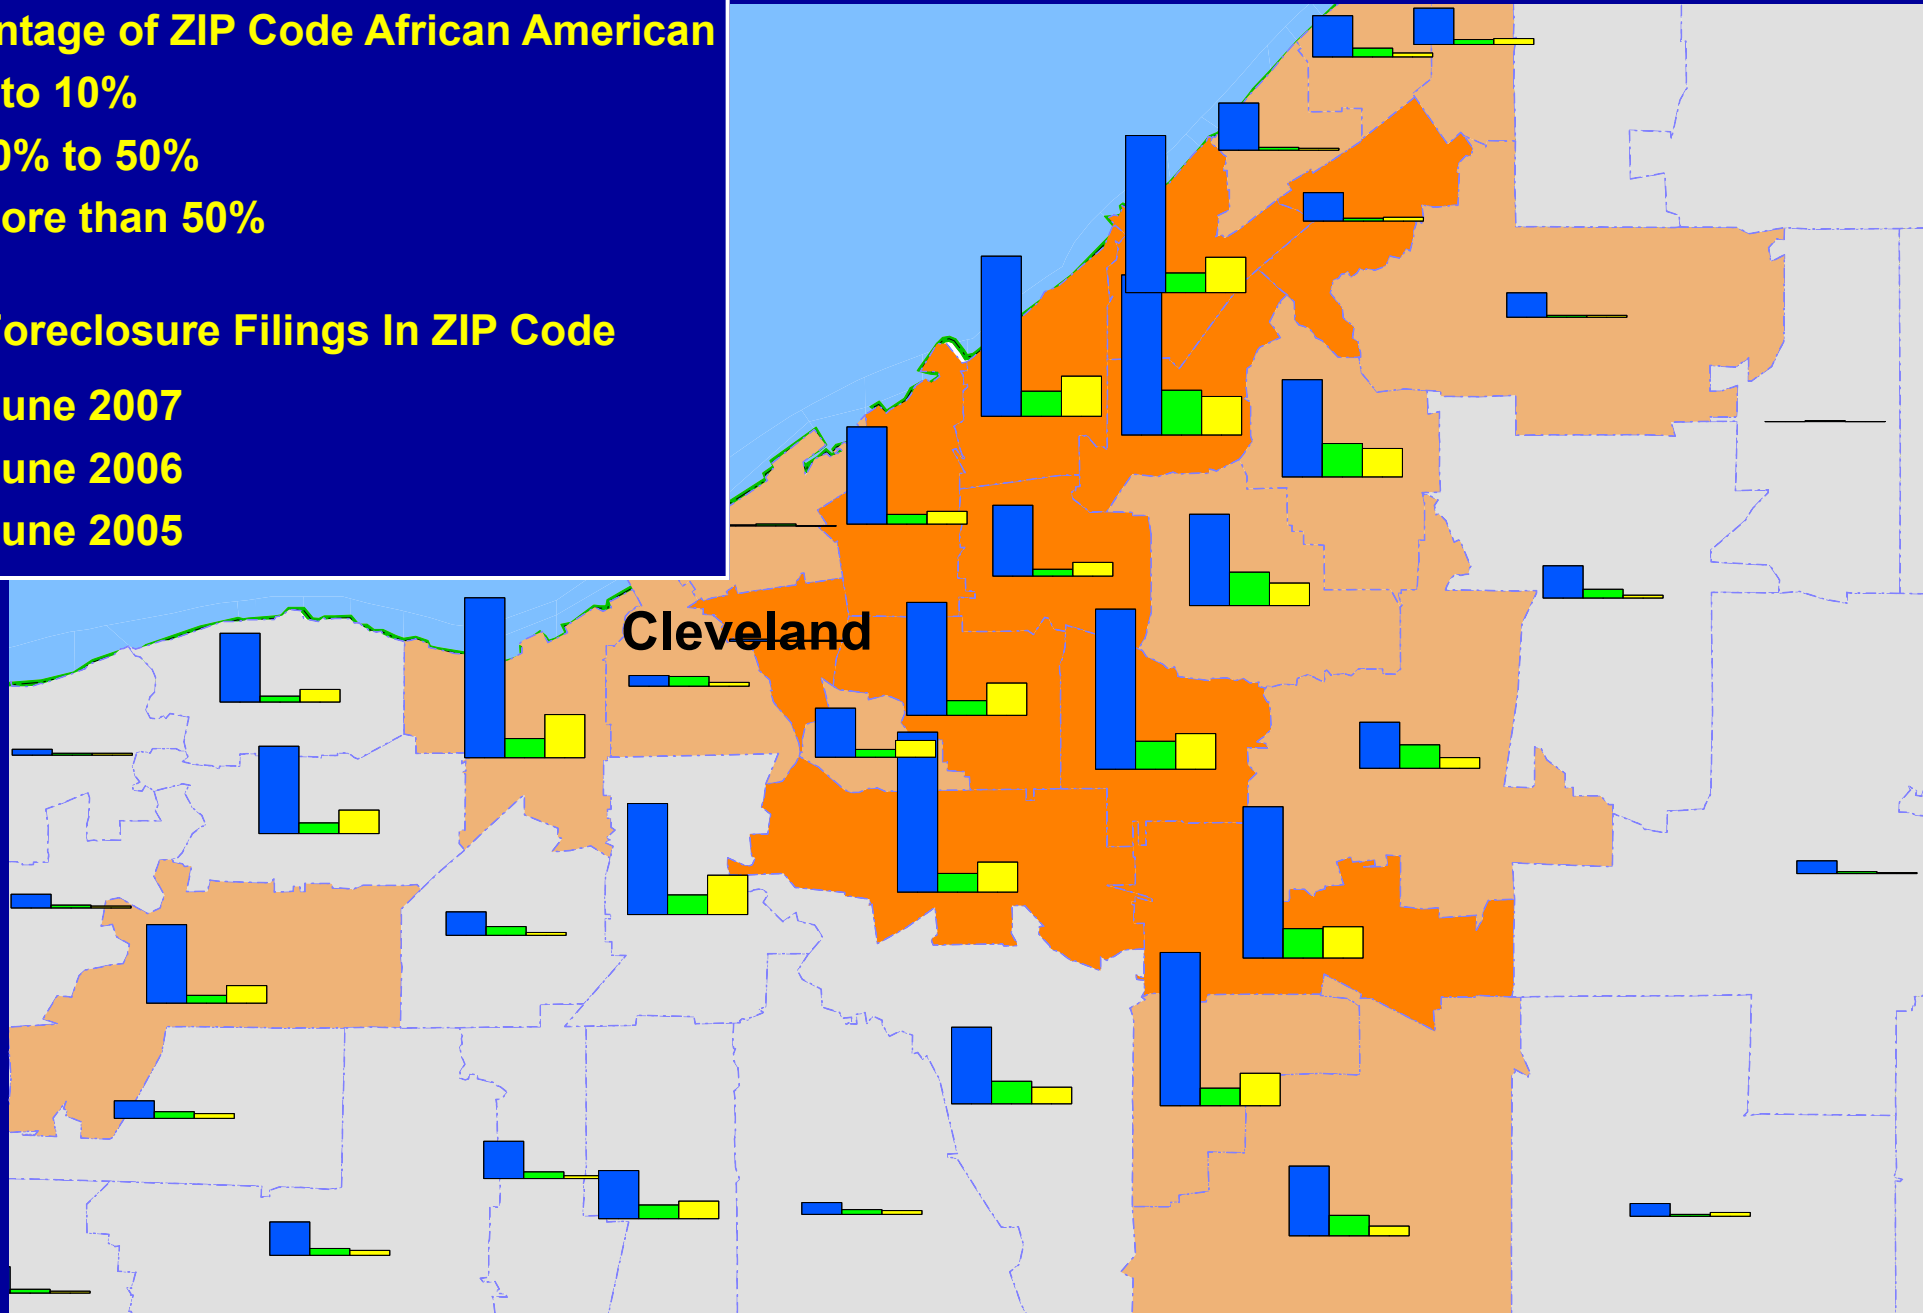 ntage of ZIP Code African American
to 10%
0% to 50%
ore than 50%
Foreclosure Filings In ZIP Code
une 2007
une 2006
une 2005
Cleveland